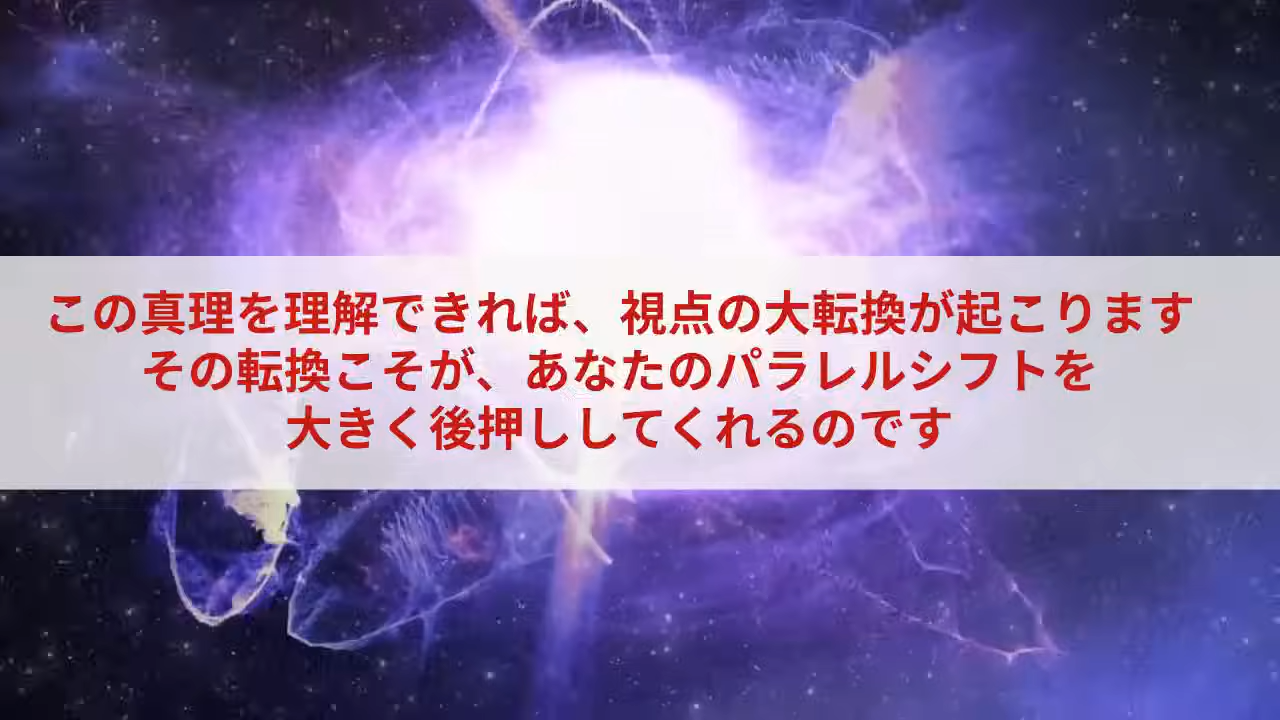 この真理を理解できれば、視点の大転換が起こります
その転換こそが、あなたのパラレルシフトを
大きく後押ししてくれるのです